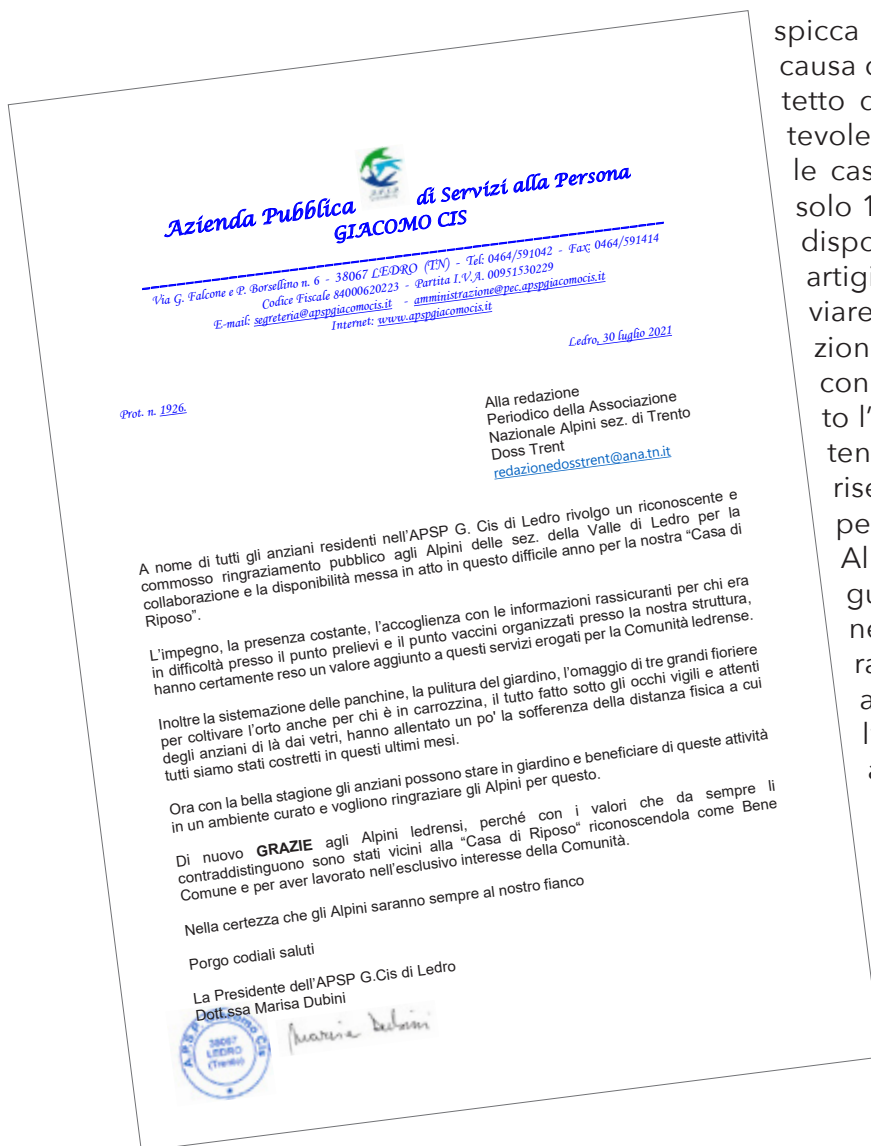 A.P.S.P.
Azienda Pubblica di Servizi alla Persona
GIACOMO CIS
Via G. Falcone e P. Borsellino n. 6 - 38067 LEDRO (TN) - Tel: 0464/591042 - Fax: 0464/591414
Codice Fiscale 84000620223 - Partita I.V.A. 00951530229
E-mail: segreteria@apspgiacomocis.it - amministrazione@pec.apspgiacomocis.it
Internet: www.apspgiacomocis.it
Ledro, 30 luglio 2021
Prot. n. 1926.
Alla redazione
Periodico della Associazione
Nazionale Alpini sez. di Trento
Doss Trent
redazionedosstrent@ana.tn.it
A nome di tutti gli anziani residenti nell'APSP G. Cis di Ledro rivolgo un riconoscente e
commosso ringraziamento pubblico agli Alpini delle sez. della Valle di Ledro per la
collaborazione e la disponibilità messa in atto in questo difficile anno per la nostra “Casa di
Riposo”.
L'impegno, la presenza costante, l'accoglienza con le informazioni rassicuranti per chi era
in difficoltà presso il punto prelievi e il punto vaccini organizzati presso la nostra struttura,
hanno certamente reso un valore aggiunto a questi servizi erogati per la Comunità ledrense.
Inoltre la sistemazione delle panchine, la pulitura del giardino, l'omaggio di tre grandi fioriere
per coltivare l'orto anche per chi è in carrozzina, il tutto fatto sotto gli occhi vigili e attenti
degli anziani di là dai vetri, hanno allentato un po' la sofferenza della distanza fisica a cui
tutti siamo stati costretti in questi ultimi mesi.
Ora con la bella stagione gli anziani possono stare in giardino e beneficiare di queste attività
in un ambiente curato e vogliono ringraziare gli Alpini per questo.
Di nuovo GRAZIE agli Alpini ledrensi, perché con i valori che da sempre li
contraddistinguono sono stati vicini alla “Casa di Riposo“ riconoscendola come Bene
Comune e per aver lavorato nell'esclusivo interesse della Comunità.
Nella certezza che gli Alpini saranno sempre al nostro fianco
Porgo codiali saluti
La Presidente dell'APSP G.Cis di Ledro
Dott.ssa Marisa Dubini
A.P.S.P. Giacomo Cis
38067
LEDRO
(Trento)
Marisa Dubini
spicca
causa
tetto
tevole
le
solo
to l'